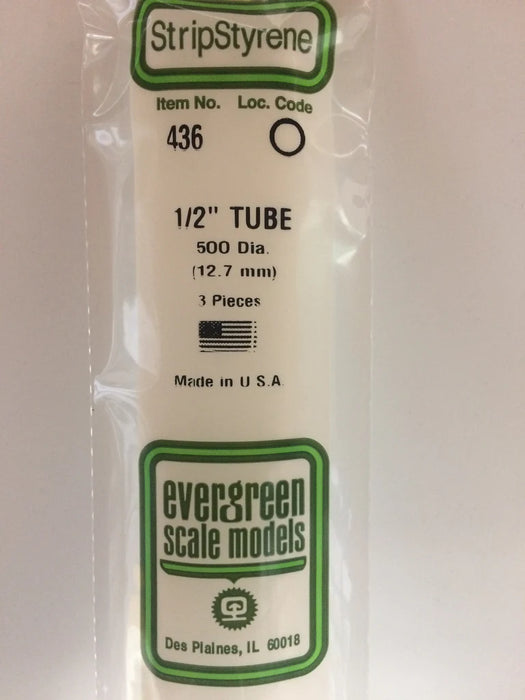 StripStyrene
Item No. Loc. Code
436
1/2" TUBE
500 Dia.
(12.7 mm)
3 Pieces
Made in U S.A.
evergreen
scale models
Des Plaines, IL 60018